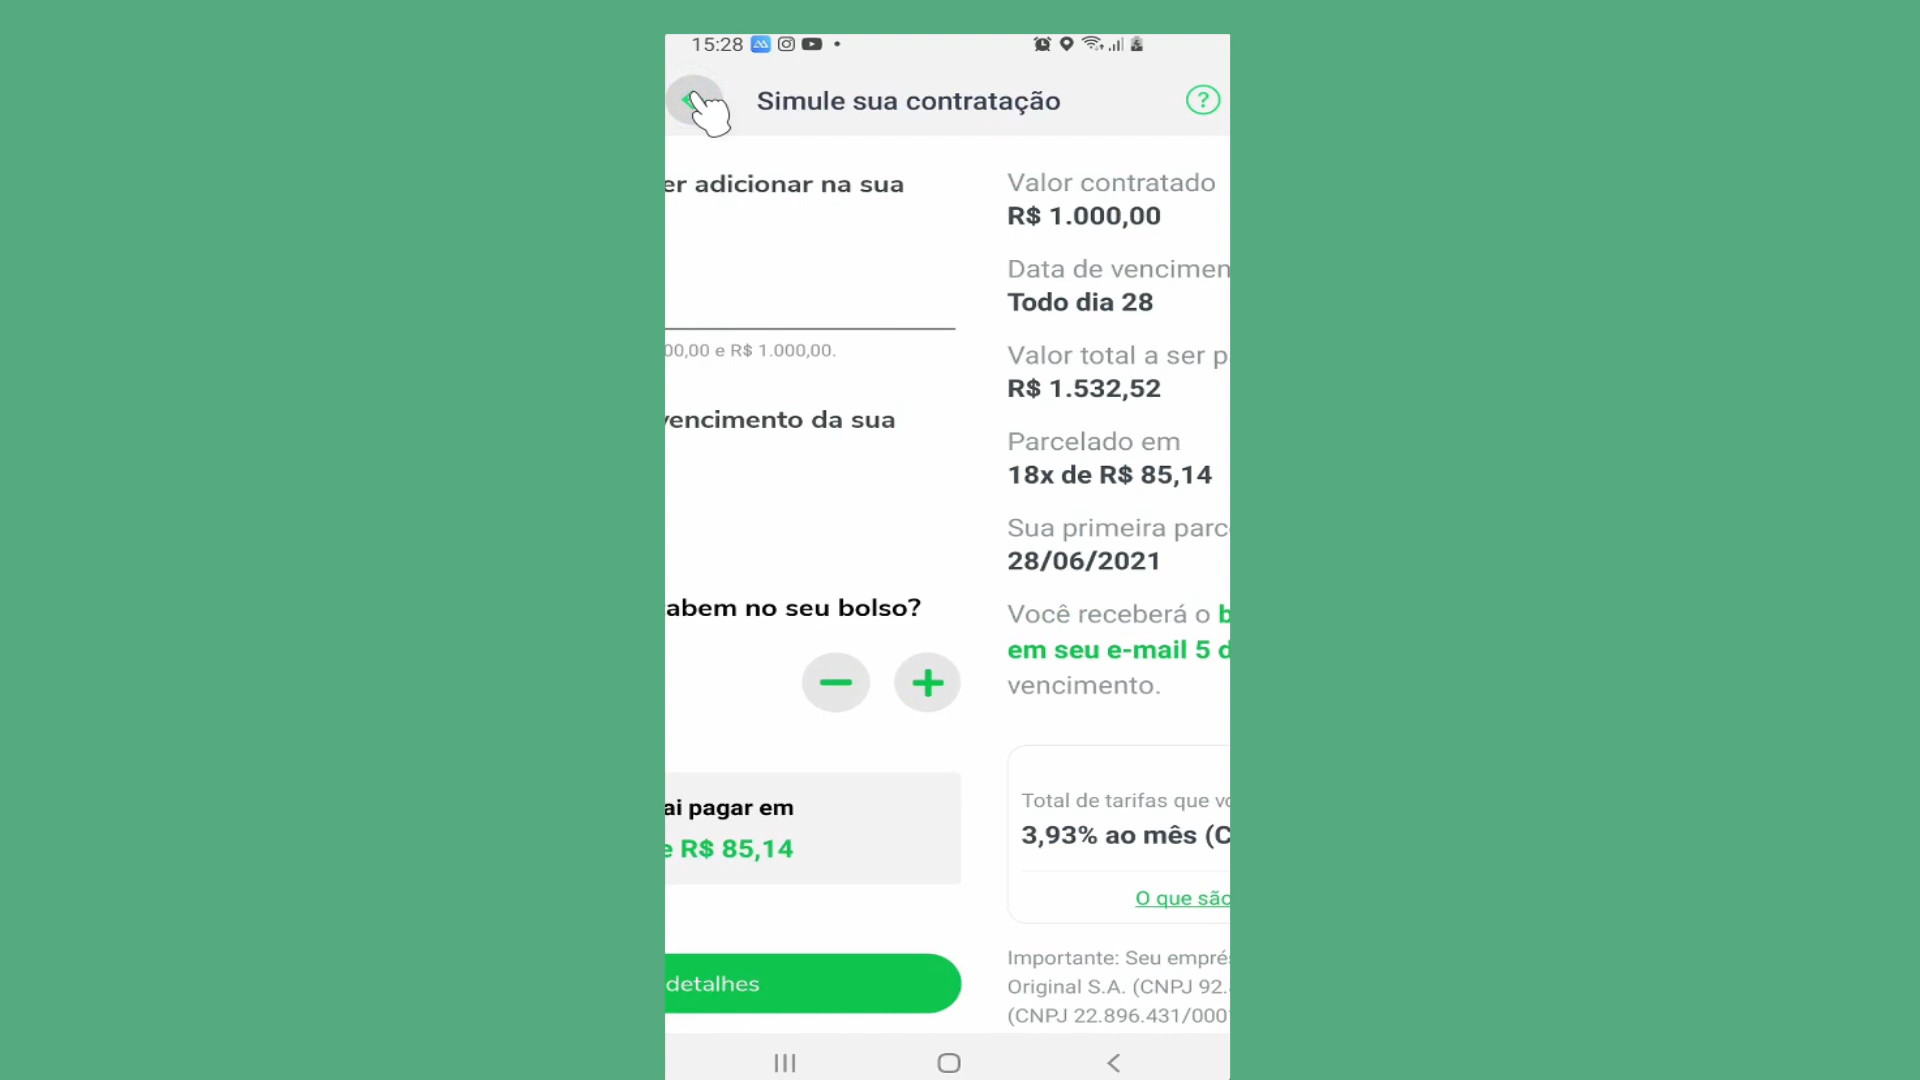 15:28
Simule sua contratação
?
er adicionar na sua
00,00 e R$ 1.000,00.
vencimento da sua
abem no seu bolso?
ai pagar em
e R$ 85,14
detalhes
Valor contratado
R$ 1.000,00
Data de vencimen
Todo dia 28
Valor total a ser p
R$ 1.532,52
Parcelado em
18x de R$ 85,14
Sua primeira parc
28/06/2021
Você receberá o b
em seu e-mail 5 d
vencimento.
Total de tarifas que vo
3,93% ao mês (C
O que são
Importante: Seu emprés
Original S.A. (CNPJ 92.
(CNPJ 22.896.431/000